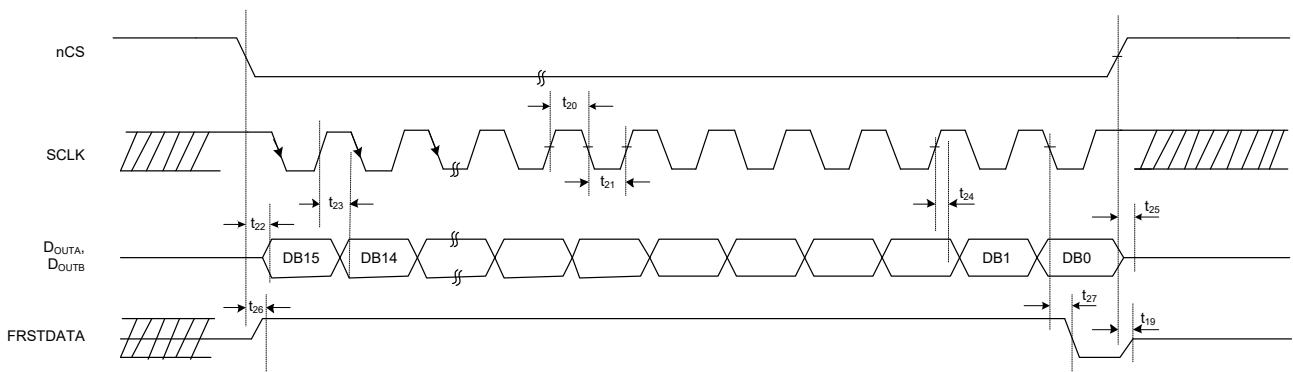 nCS
t20
SCLK
t21
t23
t24
t22
t25
DOUTA,
DOUTB
DB15
DB14
DB1
DB0
t26
t27
t19
FRSTDATA